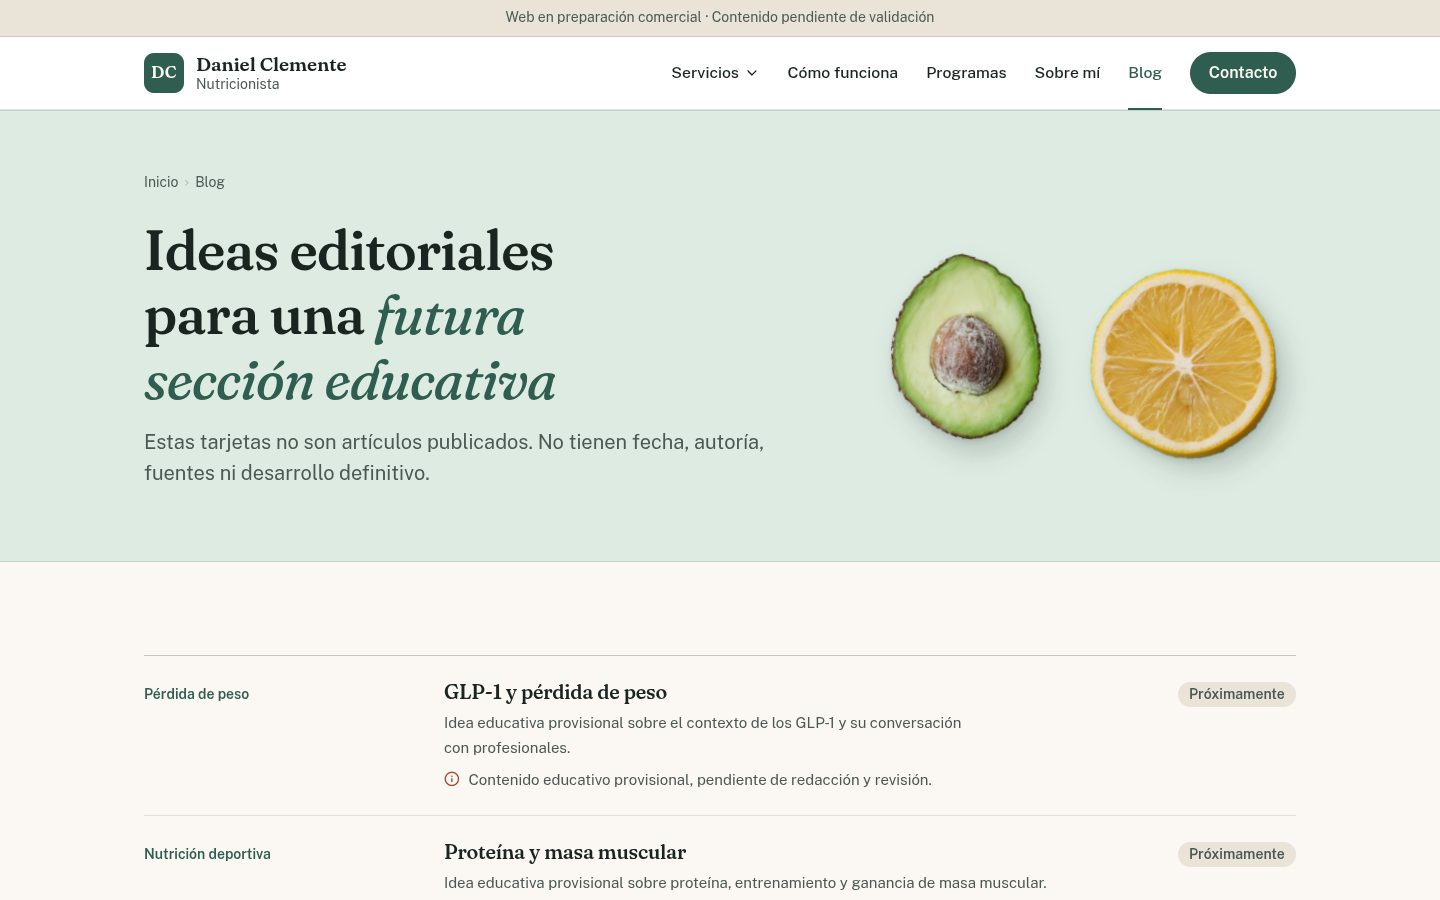 Web en preparación comercial · Contenido pendiente de validación
DC
Daniel Clemente
Nutricionista
Servicios
Cómo funciona
Programas
Sobre mí
Blog
Contacto
Inicio › Blog
Ideas editoriales
para una futura
sección educativa
Estas tarjetas no son artículos publicados. No tienen fecha, autoría,
fuentes ni desarrollo definitivo.
Pérdida de peso
GLP-1 y pérdida de peso
Próximamente
Idea educativa provisional sobre el contexto de los GLP-1 y su conversación
con profesionales.
Contenido educativo provisional, pendiente de redacción y revisión.
Nutrición deportiva
Proteína y masa muscular
Próximamente
Idea educativa provisional sobre proteína, entrenamiento y ganancia de masa muscular.